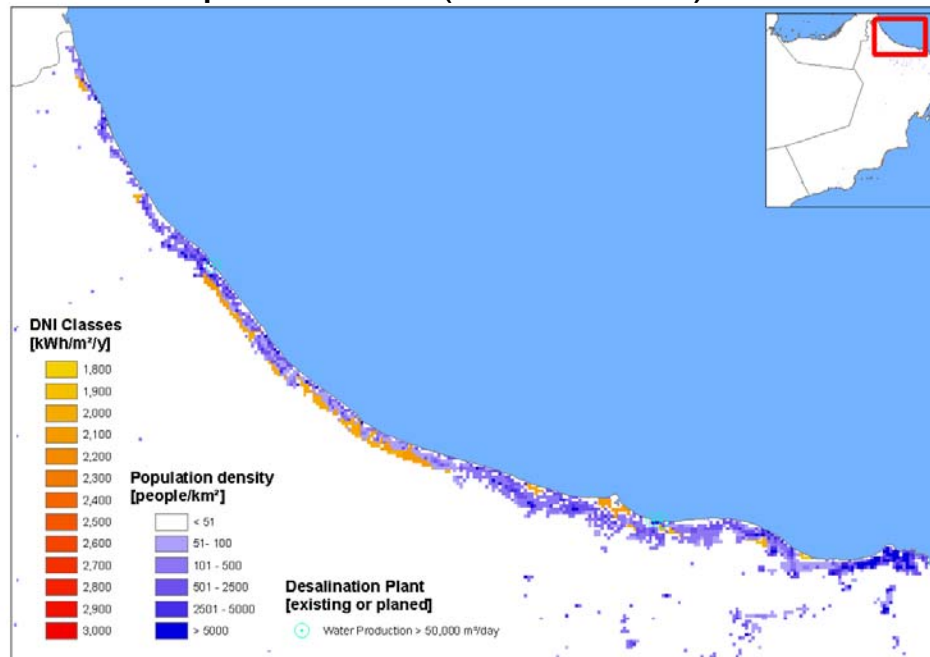 DNI Classes
[kWh/m²/y]
1,800
1,900
2,000
2,100
2,200
2,300
2,400
2,500
2,600
2,700
2,800
2,900
3,000
Population density
[people/km²]
< 51
51- 100
101 - 500
501 - 2500
2501 - 5000
> 5000
Desalination Plant
[existing or planed]
Water Production > 50,000 m³/day